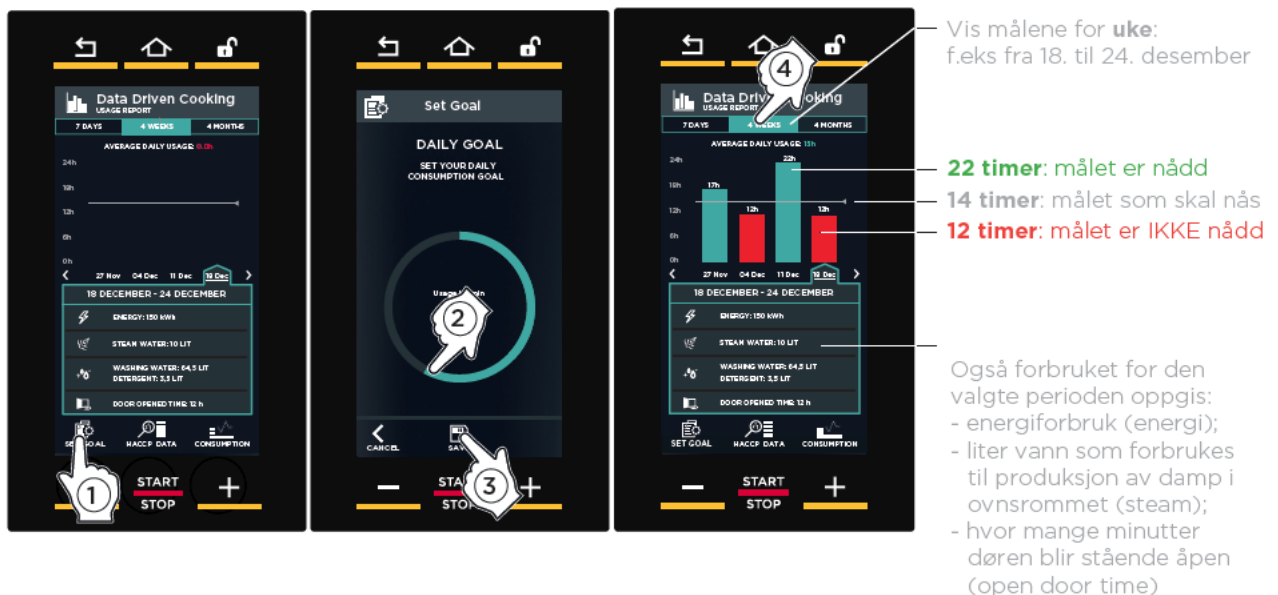 Data Driven Cooking
USAGE REPORT
7 DAYS 4 WEEKS 4 MONTHS
AVERAGE DAILY USAGE: 0.0h
24h
18h
12h
6h
0h
27 Nov 04 Dec 11 Dec 18 Dec
18 DECEMBER - 24 DECEMBER
ENERGY: 150 kWh
STEAM WATER: 10 LIT
WASHING WATER: 64,5 LIT
DETERGENT: 3,5 LIT
DOOR OPENED TIME: 12 h
HACCP DATA CONSUMPTION
1
START
STOP
Set Goal
DAILY GOAL
SET YOUR DAILY
CONSUMPTION GOAL
Usage
2
CANCEL
3
4
Data
USAGE REPORT
7 DAYS 4 WEEKS 4 MONTHS
AVERAGE DAILY USAGE: 15h
24h
18h
12h
6h
0h
17h 12h 22h 12h
27 Nov 04 Dec 11 Dec 18 Dec
18 DECEMBER - 24 DECEMBER
ENERGY: 150 kWh
STEAM WATER: 10 LIT
WASHING WATER: 64,5 LIT
DETERGENT: 3,5 LIT
DOOR OPENED TIME: 12 h
SET GOAL HACCP DATA CONSUMPTION
START
STOP
Vis målene for uke:
f.eks fra 18. til 24. desember
22 timer: målet er nådd
14 timer: målet som skal nås
12 timer: målet er IKKE nådd
Også forbruket for den
valgte perioden oppgis:
- energiforbruk (energi);
- liter vann som forbrukes
til produksjon av damp i
ovnsrommet (steam);
- hvor mange minutter
døren blir stående åpen
(open door time)